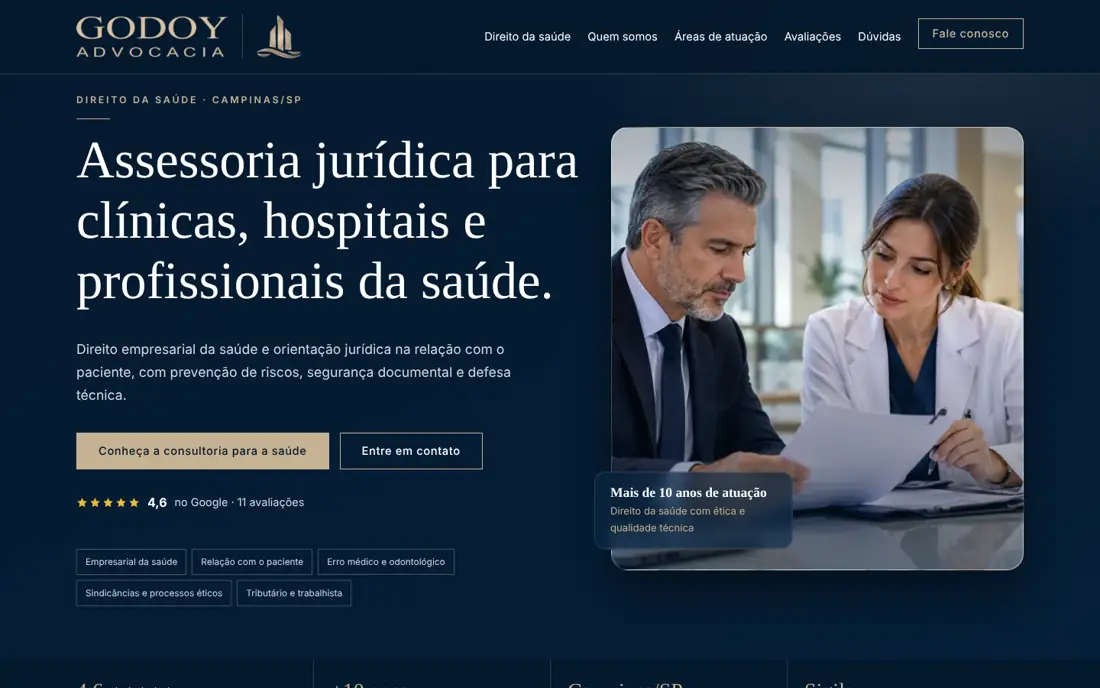 GODOY
ADVOCACIA
Direito da saúde
Quem somos
Áreas de atuação
Avaliações
Dúvidas
Fale conosco
DIREITO DA SAÚDE · CAMPINAS/SP
Assessoria jurídica para
clínicas, hospitais e
profissionais da saúde.
Direito empresarial da saúde e orientação jurídica na relação com o
paciente, com prevenção de riscos, segurança documental e defesa
técnica.
Conheça a consultoria para a saúde
Entre em contato
★★★★★ 4,6 no Google · 11 avaliações
Empresarial da saúde
Relação com o paciente
Erro médico e odontológico
Sindicâncias e processos éticos
Tributário e trabalhista
Mais de 10 anos de atuação
Direito da saúde com ética e
qualidade técnica